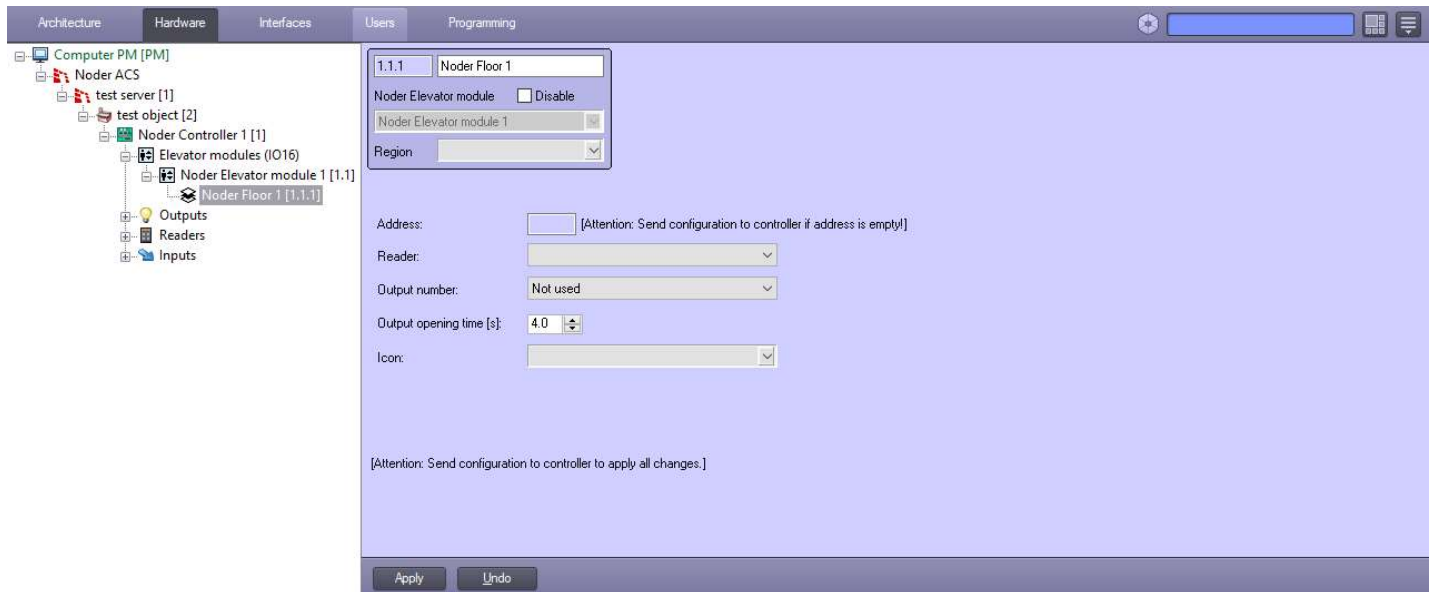 Architecture Hardware Interfaces Users Programming
Computer PM [PM]
Noder ACS
test server [1]
test object [2]
Noder Controller 1 [1]
Elevator modules (IO16)
Noder Elevator module 1 [1.1]
Noder Floor 1 [1.1.1]
Outputs
Readers
Inputs
1.1.1 Noder Floor 1
Noder Elevator module Disable
Noder Elevator module 1
Region
Address: [Attention: Send configuration to controller if address is empty!]
Reader:
Output number: Not used
Output opening time [s]: 4.0
Icon:
[Attention: Send configuration to controller to apply all changes.]
Apply Undo